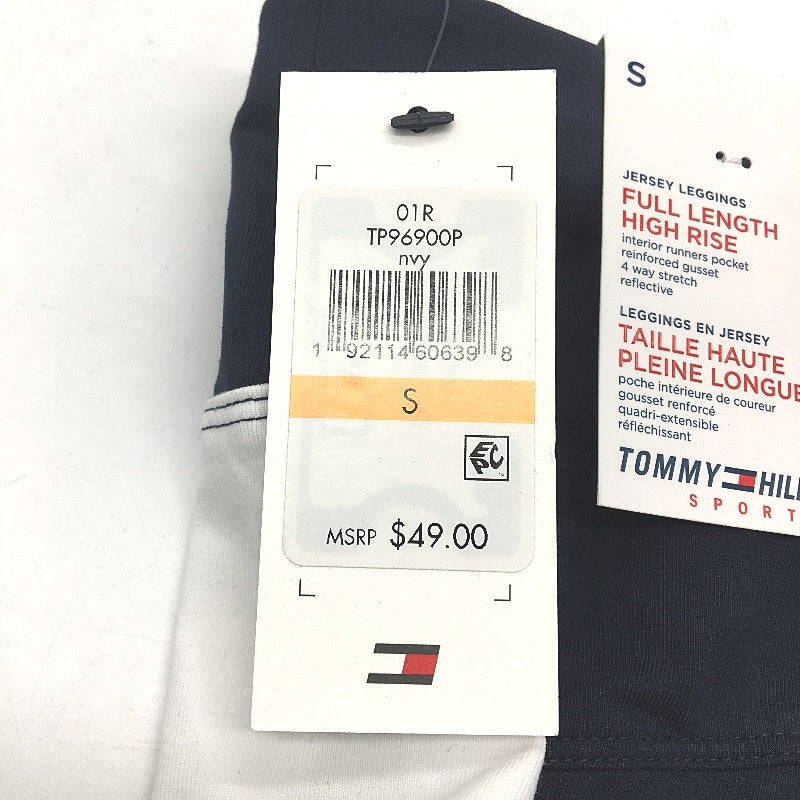 01R
TP96900P
nvy
1 92114 60639 8
S
EPC
MSRP $49.00
S
JERSEY LEGGINGS
FULL LENGTH
HIGH RISE
interior runners pocket
reinforced gusset
4 way stretch
reflective
LEGGINGS EN JERSEY
TAILLE HAUTE
PLEINE LONGUE
poche intérieure de coureur
gousset renforcé
quadri-extensible
réfléchissant
TOMMY HIL
SPORT